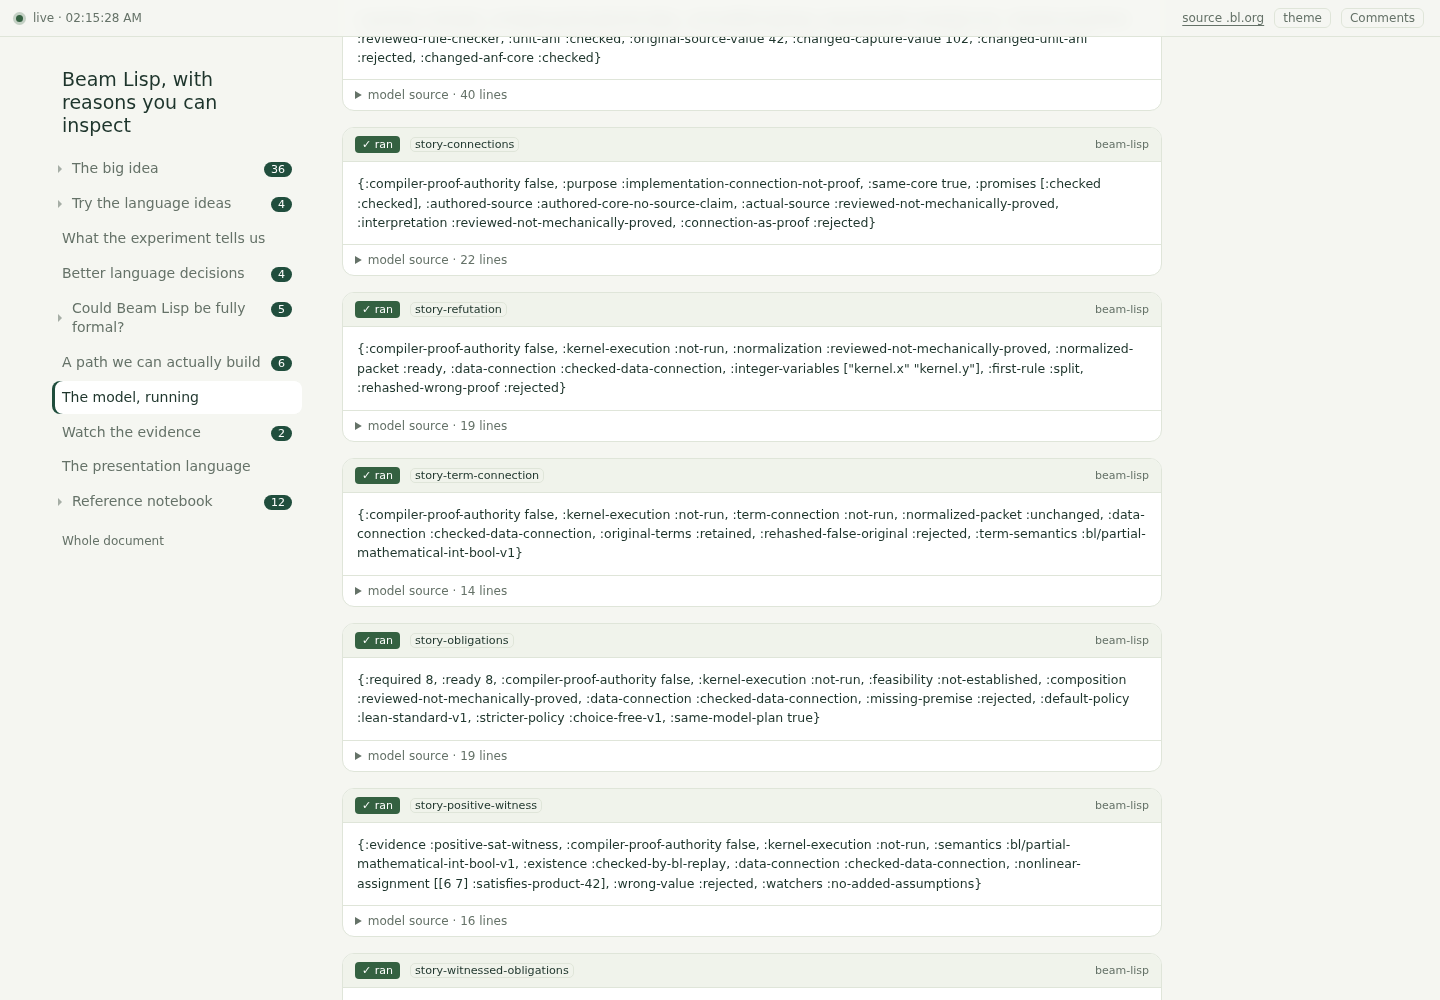 live · 02:15:28 AM
source .bl.org
theme
Comments
Beam Lisp, with
reasons you can
inspect
The big idea 36
Try the language ideas 4
What the experiment tells us
Better language decisions 4
Could Beam Lisp be fully 5
formal?
A path we can actually build 6
The model, running
Watch the evidence 2
The presentation language
Reference notebook 12
Whole document
:reviewed-rule-checker, :unit-anf :checked, :original-source-value 42, :changed-capture-value 102, :changed-unit-anf
:rejected, :changed-anf-core :checked}
model source · 40 lines
✓ ran story-connections beam-lisp
{:compiler-proof-authority false, :purpose :implementation-connection-not-proof, :same-core true, :promises [:checked
:checked], :authored-source :authored-core-no-source-claim, :actual-source :reviewed-not-mechanically-proved,
:interpretation :reviewed-not-mechanically-proved, :connection-as-proof :rejected}
model source · 22 lines
✓ ran story-refutation beam-lisp
{:compiler-proof-authority false, :kernel-execution :not-run, :normalization :reviewed-not-mechanically-proved, :normalized-
packet :ready, :data-connection :checked-data-connection, :integer-variables ["kernel.x" "kernel.y"], :first-rule :split,
:rehashed-wrong-proof :rejected}
model source · 19 lines
✓ ran story-term-connection beam-lisp
{:compiler-proof-authority false, :kernel-execution :not-run, :term-connection :not-run, :normalized-packet :unchanged, :data-
connection :checked-data-connection, :original-terms :retained, :rehashed-false-original :rejected, :term-semantics :bl/partial-
mathematical-int-bool-v1}
model source · 14 lines
✓ ran story-obligations beam-lisp
{:required 8, :ready 8, :compiler-proof-authority false, :kernel-execution :not-run, :feasibility :not-established, :composition
:reviewed-not-mechanically-proved, :data-connection :checked-data-connection, :missing-premise :rejected, :default-policy
:lean-standard-v1, :stricter-policy :choice-free-v1, :same-model-plan true}
model source · 19 lines
✓ ran story-positive-witness beam-lisp
{:evidence :positive-sat-witness, :compiler-proof-authority false, :kernel-execution :not-run, :semantics :bl/partial-
mathematical-int-bool-v1, :existence :checked-by-bl-replay, :data-connection :checked-data-connection, :nonlinear-
assignment [[6 7] :satisfies-product-42], :wrong-value :rejected, :watchers :no-added-assumptions}
model source · 16 lines
✓ ran story-witnessed-obligations beam-lisp